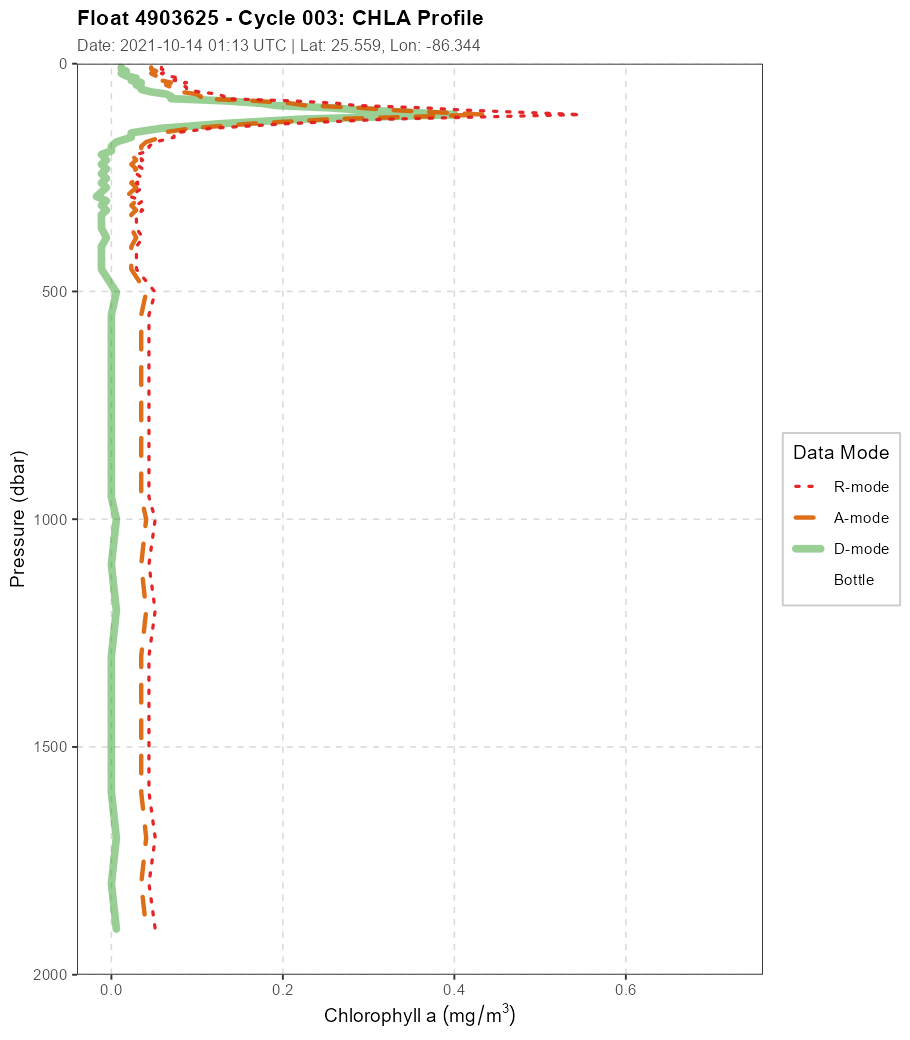 Float 4903625 - Cycle 003: CHLA Profile
Date: 2021-10-14 01:13 UTC | Lat: 25.559, Lon: -86.344
0
500
1000
1500
2000
Pressure (dbar)
0.0 0.2 0.4 0.6
Chlorophyll a (mg/m³)
Data Mode
R-mode
A-mode
D-mode
Bottle